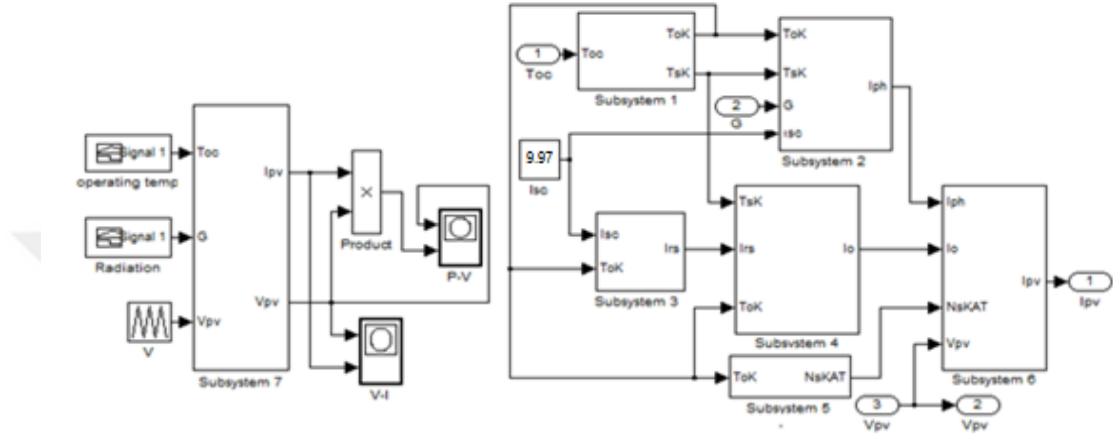 Signal 1
operating temp
Signal 1
Radiation
V
Toc
G
Vpv
Ipv
Vpv
Subsystem 7
×
Product
P-V
V-I
1
Toc
Toc
ToK
TsK
Subsystem 1
2
G
9.97
Isc
ToK
TsK
G
Isc
Iph
Subsystem 2
Isc
ToK
Irs
Subsystem 3
TsK
Irs
ToK
Io
Subsystem 4
ToK
NsKAT
Subsystem 5
Iph
Io
NsKAT
Vpv
Ipv
Subsystem 6
1
Ipv
3
Vpv
2
Vpv